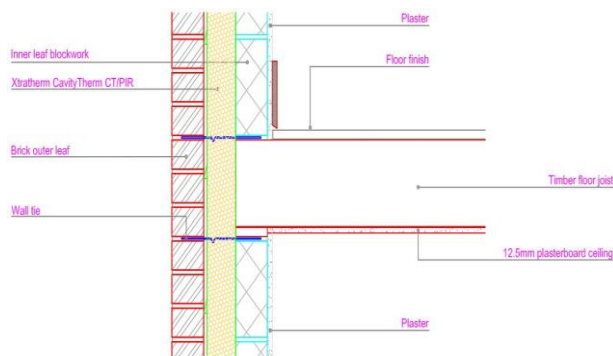 Plaster
Inner leaf blockwork
Floor finish
Xtratherm CavityTherm CT/PIR
Brick outer leaf
Timber floor joist
Wall tie
12.5mm plasterboard ceiling
Plaster